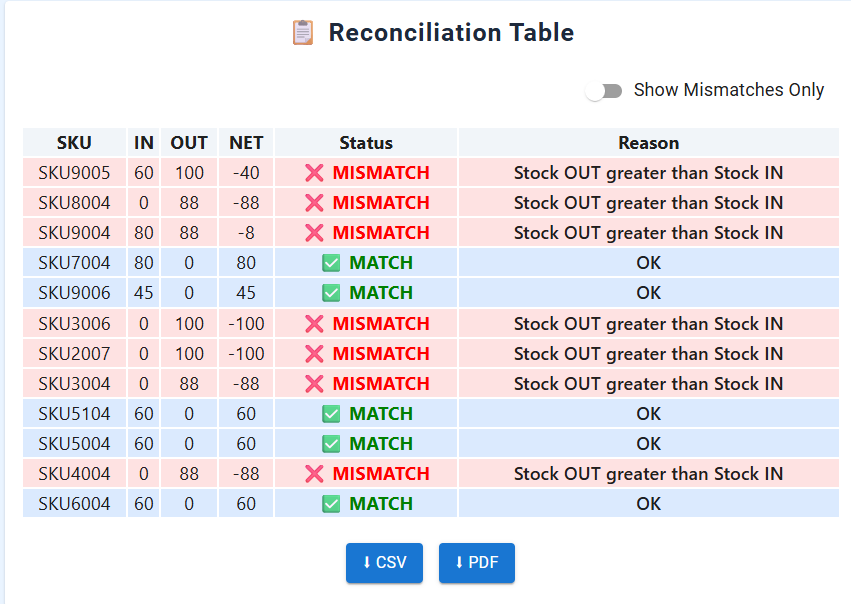 📋 Reconciliation Table
Show Mismatches Only
SKU IN OUT NET Status Reason
SKU9005 60 100 -40 ❌ MISMATCH Stock OUT greater than Stock IN
SKU8004 0 88 -88 ❌ MISMATCH Stock OUT greater than Stock IN
SKU9004 80 88 -8 ❌ MISMATCH Stock OUT greater than Stock IN
SKU7004 80 0 80 ✅ MATCH OK
SKU9006 45 0 45 ✅ MATCH OK
SKU3006 0 100 -100 ❌ MISMATCH Stock OUT greater than Stock IN
SKU2007 0 100 -100 ❌ MISMATCH Stock OUT greater than Stock IN
SKU3004 0 88 -88 ❌ MISMATCH Stock OUT greater than Stock IN
SKU5104 60 0 60 ✅ MATCH OK
SKU5004 60 0 60 ✅ MATCH OK
SKU4004 0 88 -88 ❌ MISMATCH Stock OUT greater than Stock IN
SKU6004 60 0 60 ✅ MATCH OK
⬇ CSV ⬇ PDF